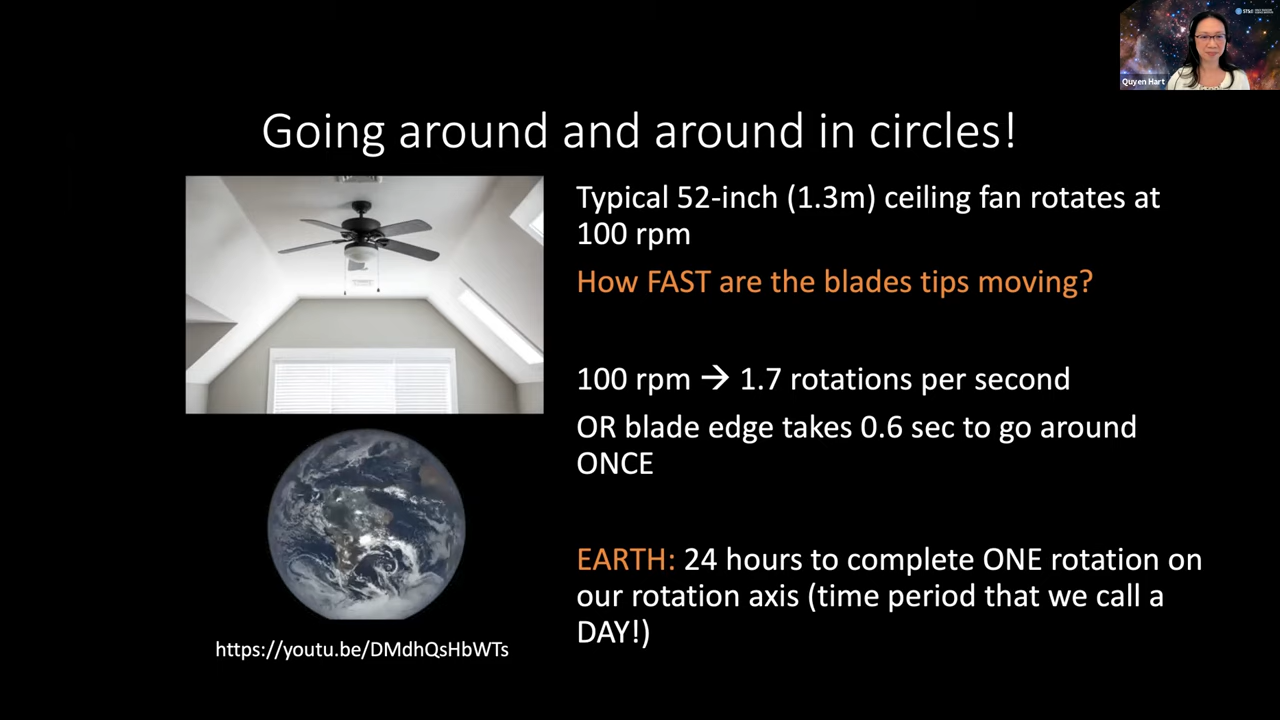 Quyen Hart
Going around and around in circles!
Typical 52-inch (1.3m) ceiling fan rotates at
100 rpm
How FAST are the blades tips moving?
100 rpm → 1.7 rotations per second
OR blade edge takes 0.6 sec to go around
ONCE
EARTH: 24 hours to complete ONE rotation on
our rotation axis (time period that we call a
DAY!)
https://youtu.be/DMdhQsHbWTs